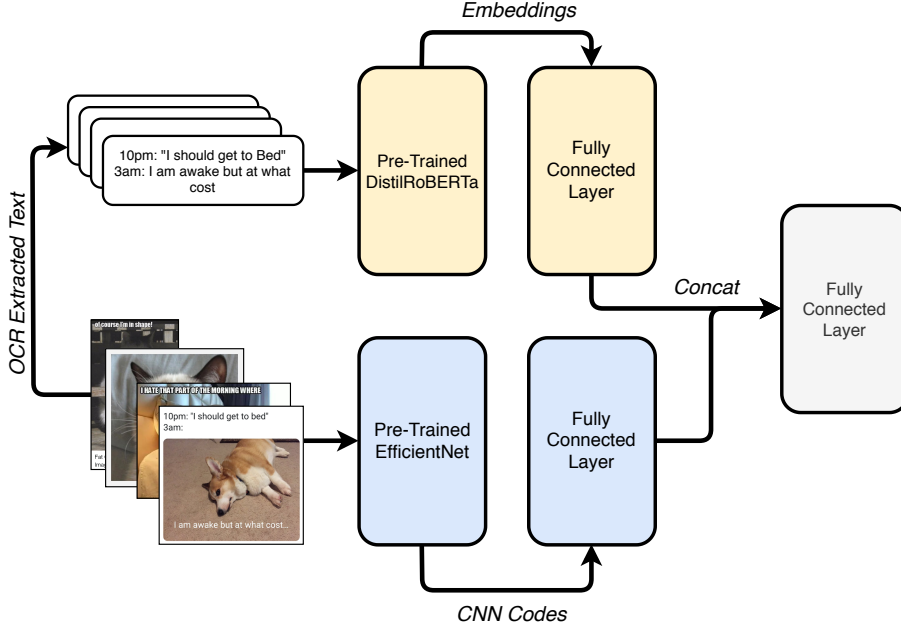 Embeddings
10pm: "I should get to Bed"
3am: I am awake but at what
cost
Pre-Trained
DistilRoBERTa
Fully
Connected
Layer
OCR Extracted Text
Concat
Fully
Connected
Layer
of course I'm in shape!
I HATE THAT PART OF THE MORNING WHERE
10pm: "I should get to bed"
3am:
I am awake but at what cost...
Pre-Trained
EfficientNet
Fully
Connected
Layer
CNN Codes